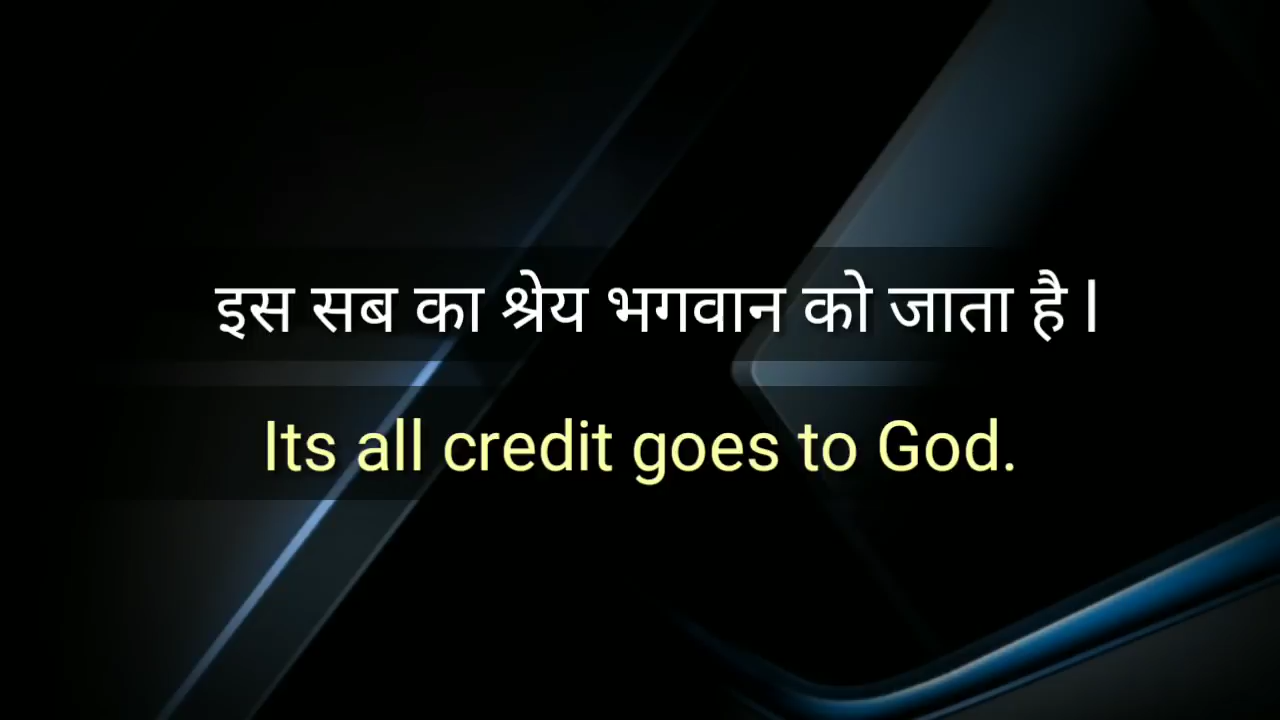 इस सब का श्रेय भगवान को जाता है l
Its all credit goes to God.